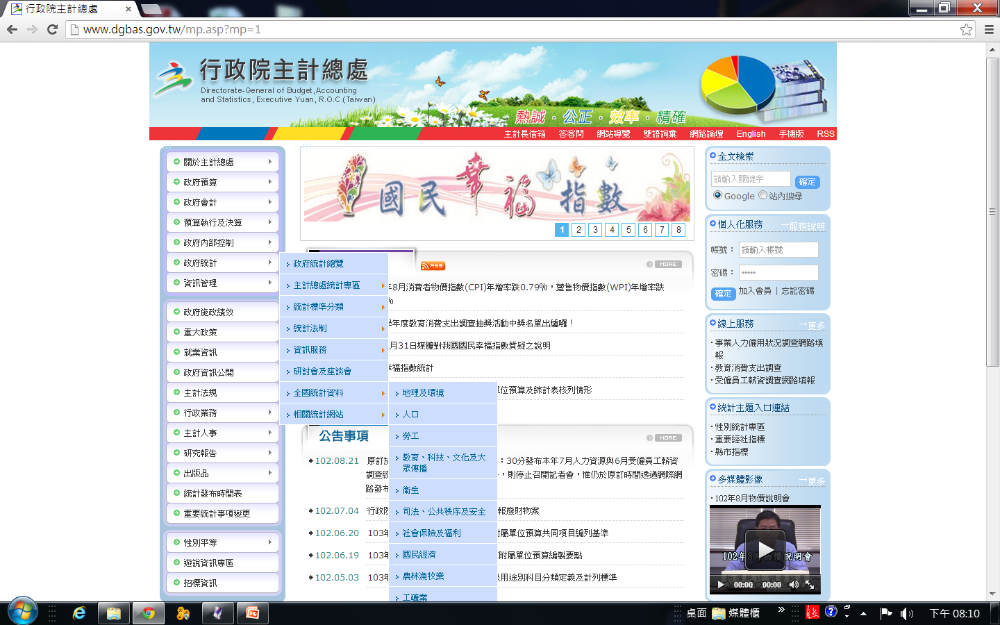 行政院主計總處
www.dgbas.gov.tw/mp.asp?mp=1
行政院主計總處
Directorate-General of Budget,Accounting
and Statistics, Executive Yuan, R.O.C.(Taiwan)
熱誠 · 公正 · 效率 · 精確
主計長信箱 答客問 網站導覽 雙語詞彙 網路論壇 English 手機版 RSS
關於主計總處
政府預算
政府會計
預算執行及決算
政府內部控制
政府統計
資訊管理
政府施政績效
重大政策
就業資訊
政府資訊公開
主計法規
行政業務
主計人事
研究報告
出版品
統計發布時間表
重要統計事項變更
性別平等
遊說資訊專區
招標資訊
政府統計總覽
主計總處統計專區
統計標準分類
統計法制
資訊服務
研討會及座談會
全國統計資料
相關統計網站
地理及環境
人口
勞工
教育、科技、文化及大
眾傳播
衛生
司法、公共秩序及安全
社會保險及福利
國民經濟
農林漁牧業
工礦業
國民幸福指數
1 2 3 4 5 6 7 8
RSS
MORE
年8月消費者物價指數(CPI)年增率跌0.79%，躉售物價指數(WPI)年增率跌
%
學年度教育消費支出調查抽獎活動中獎名單出爐囉！
月31日媒體對我國國民幸福指數質疑之說明
幸福指數統計
單位預算及綜計表核列情形
公告事項
MORE
102.08.21 原訂於 ：30分發布本年7月人力資源與6月受僱員工薪資
調查統 ，則停止召開記者會，惟仍於原訂時間透過網際網
路發布
102.07.04 行政院 報廢財物案
102.06.20 103年 附屬單位預算共同項目編列基準
102.06.19 103年 附屬單位預算編製要點
102.05.03 103年 用途別科目分類定義及計列標準
全文檢索
請輸入關鍵字 確定
Google 站內搜尋
個人化服務 →服務說明
帳號： 請輸入帳號
密碼： •••••
確定 加入會員 | 忘記密碼
線上服務 →更多
事業人力僱用狀況調查網路填
報
教育消費支出調查
受僱員工薪資調查網路填報
統計主題入口連結
性別統計專區
重要經社指標
縣市指標
多媒體影像 →更多
102年8月物價說明會
102年8月物價說明會
00:00 00:00
桌面 媒體櫃 » 下午 08:10